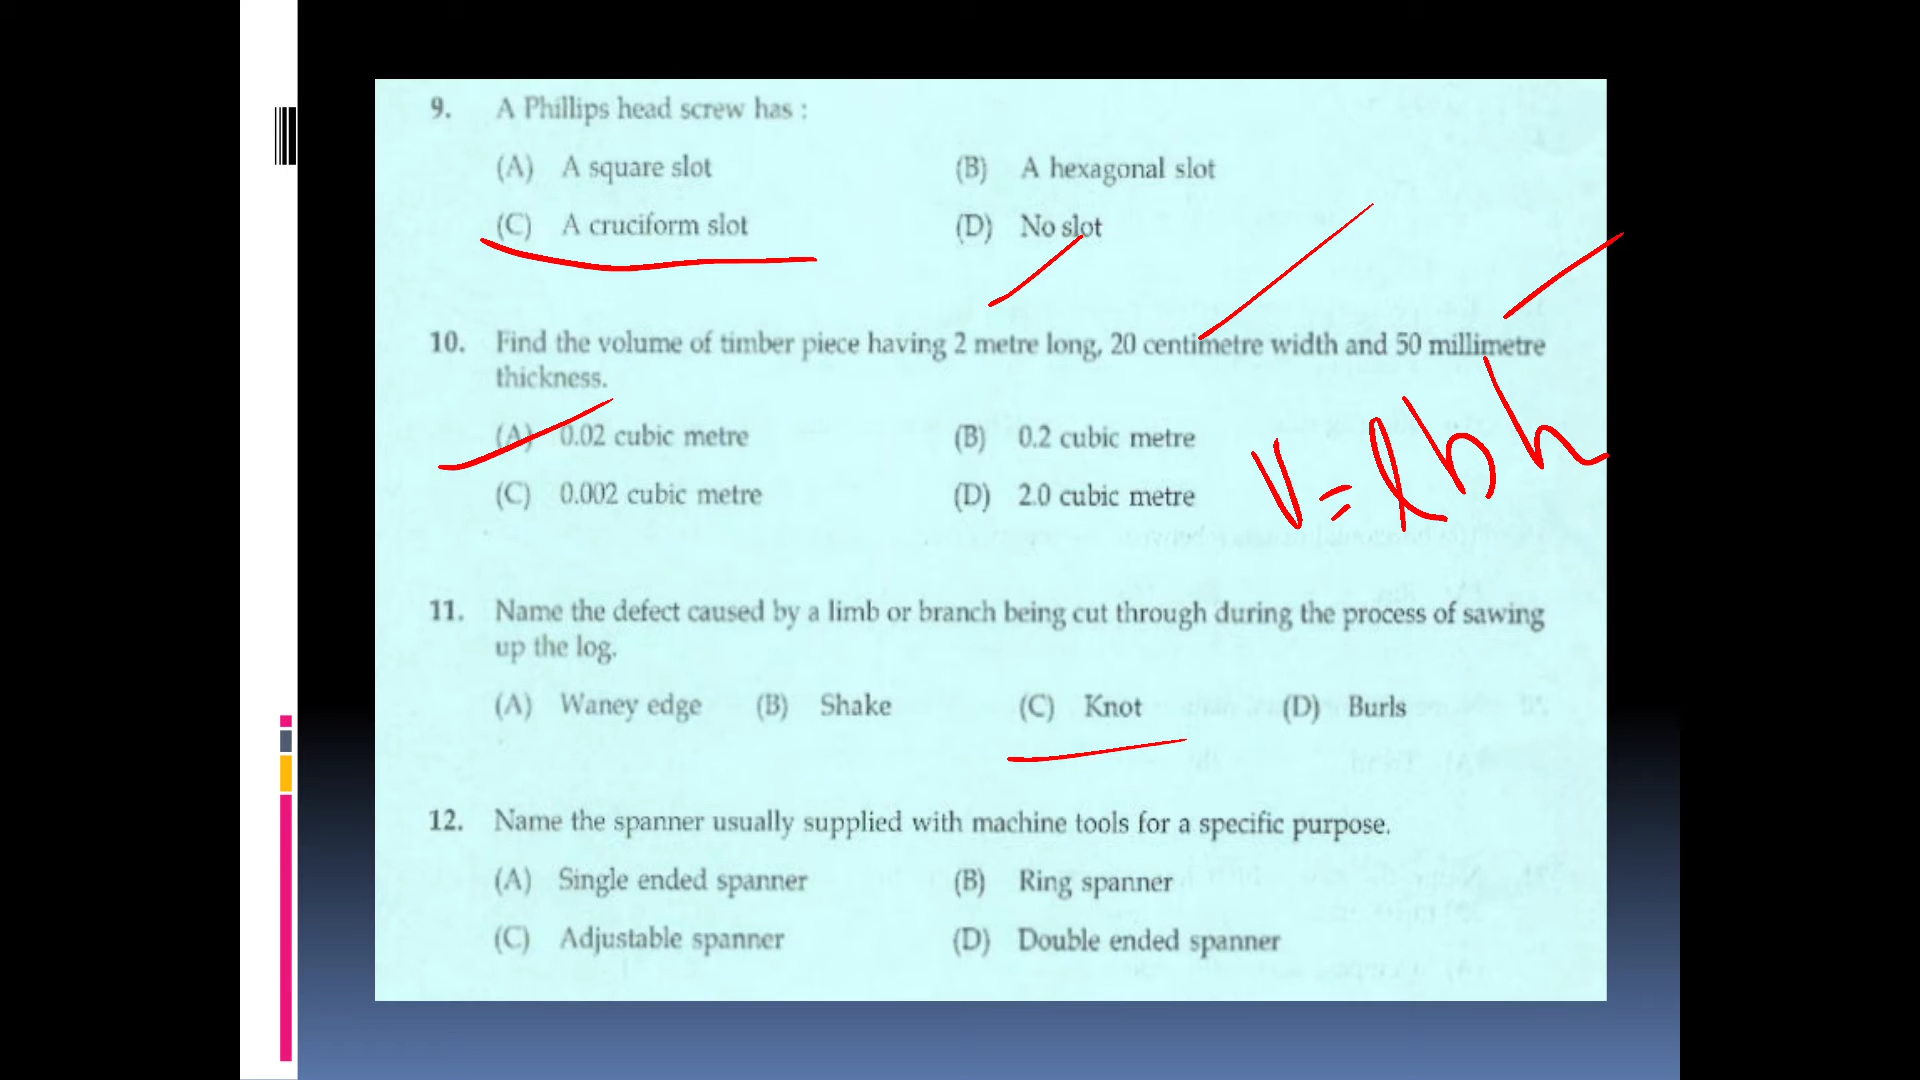 9. A Phillips head screw has :
(A) A square slot (B) A hexagonal slot
(C) A cruciform slot (D) No slot
10. Find the volume of timber piece having 2 metre long, 20 centimetre width and 50 millimetre
thickness.
(A) 0.02 cubic metre (B) 0.2 cubic metre
(C) 0.002 cubic metre (D) 2.0 cubic metre
V = lbh
11. Name the defect caused by a limb or branch being cut through during the process of sawing
up the log.
(A) Waney edge (B) Shake (C) Knot (D) Burls
12. Name the spanner usually supplied with machine tools for a specific purpose.
(A) Single ended spanner (B) Ring spanner
(C) Adjustable spanner (D) Double ended spanner